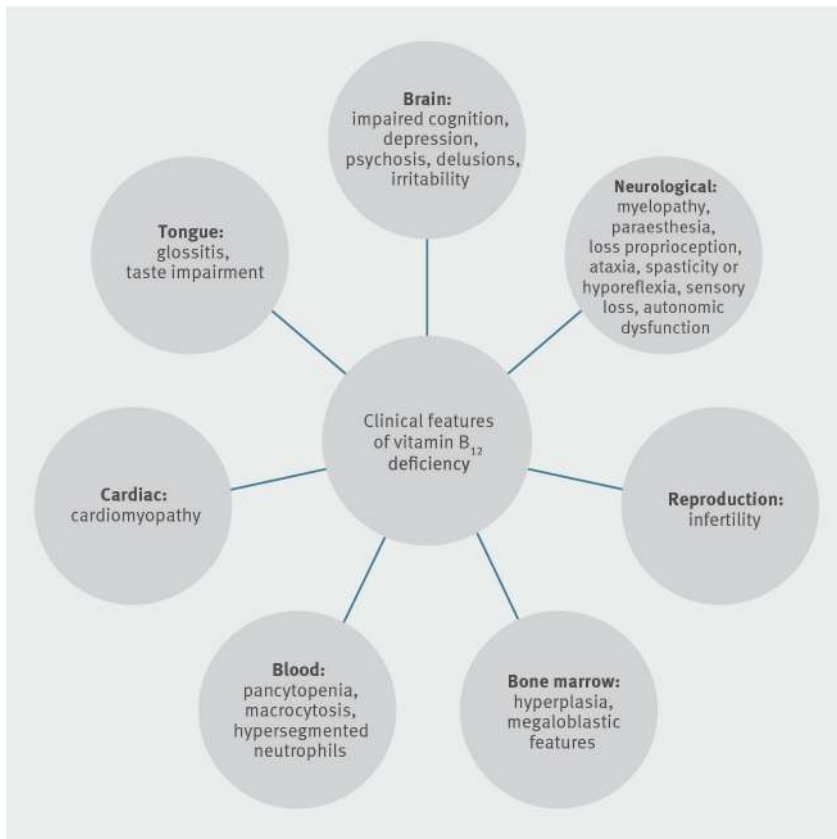 Brain:
impaired cognition,
depression,
psychosis, delusions,
irritability
Neurological:
myelopathy,
paraesthesia,
loss proprioception,
ataxia, spasticity or
hyporeflexia, sensory
loss, autonomic
dysfunction
Tongue:
glossitis,
taste impairment
Clinical features
of vitamin B₁₂
deficiency
Cardiac:
cardiomyopathy
Reproduction:
infertility
Blood:
pancytopenia,
macrocytosis,
hypersegmented
neutrophils
Bone marrow:
hyperplasia,
megaloblastic
features